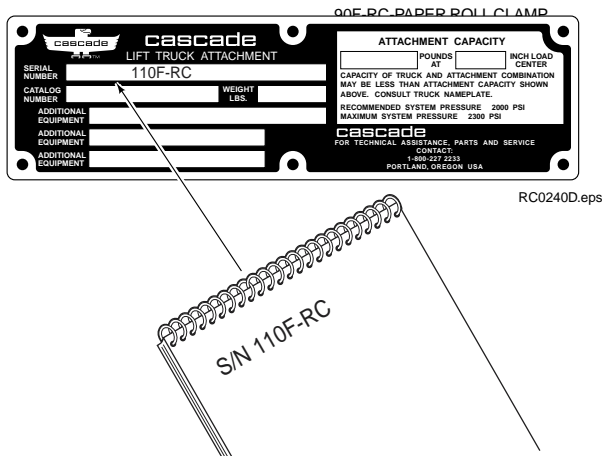 90F-RC-PAPER ROLL CLAMP
cascade
cascade
LIFT TRUCK ATTACHMENT
SERIAL NUMBER 110F-RC
CATALOG NUMBER
WEIGHT LBS.
ADDITIONAL EQUIPMENT
ADDITIONAL EQUIPMENT
ADDITIONAL EQUIPMENT
ATTACHMENT CAPACITY
POUNDS AT
INCH LOAD CENTER
CAPACITY OF TRUCK AND ATTACHMENT COMBINATION
MAY BE LESS THAN ATTACHMENT CAPACITY SHOWN
ABOVE. CONSULT TRUCK NAMEPLATE.
RECOMMENDED SYSTEM PRESSURE 2000 PSI
MAXIMUM SYSTEM PRESSURE 2300 PSI
cascade
FOR TECHNICAL ASSISTANCE, PARTS AND SERVICE
CONTACT:
1-800-227 2233
PORTLAND, OREGON USA
RC0240D.eps
S/N 110F-RC